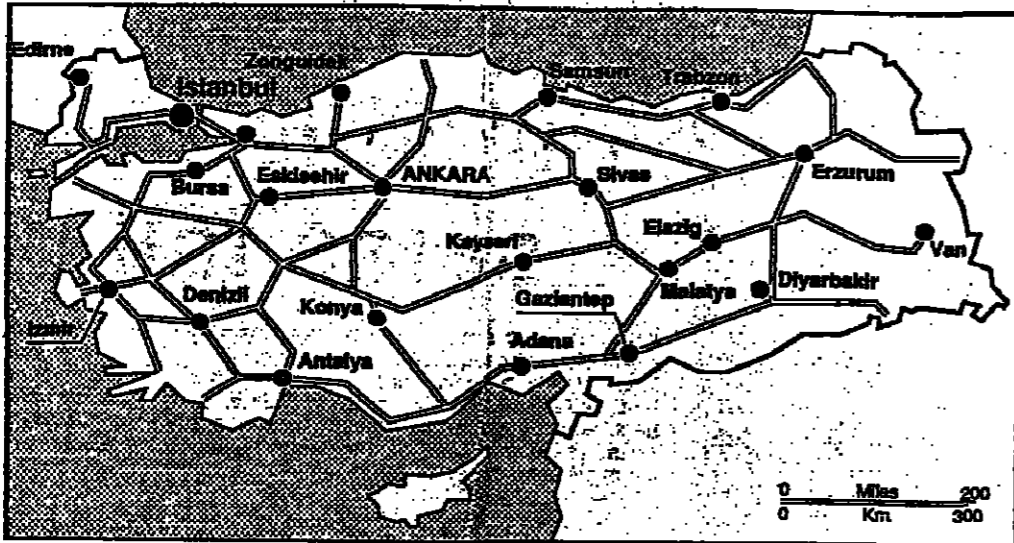 Edirne
Zonguldak
Istanbul
Samsun
Trabzon
Bursa
Eskisehir
ANKARA
Sivas
Erzurum
Kayseri
Elazig
Van
Denizli
Konya
Gaziantep
Malatya
Diyarbakir
Izmir
Antalya
Adana
0 Miles 200
0 Km. 300